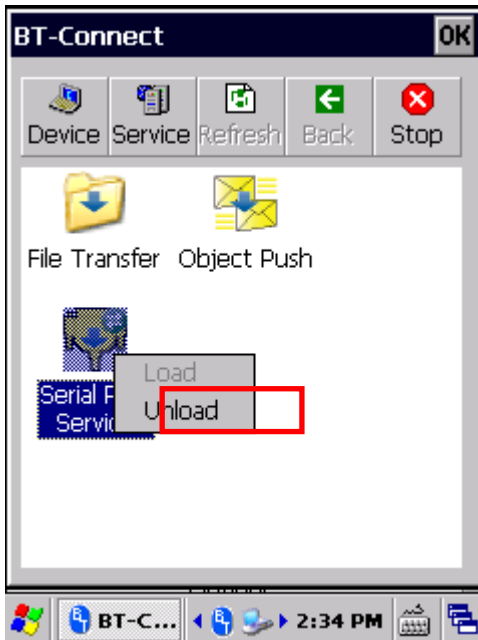 BT-Connect OK
Device Service Refresh Back Stop
File Transfer Object Push
Load
Serial
Unload
BT-C... 2:34 PM